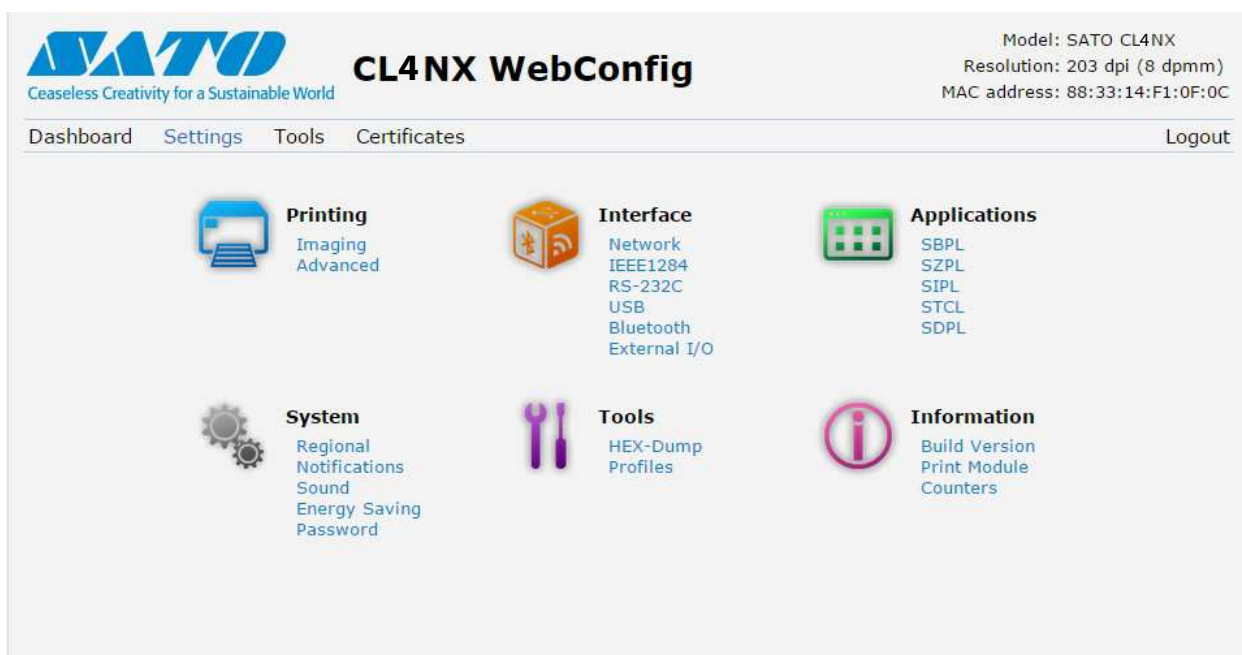 SATO
Ceaseless Creativity for a Sustainable World
CL4NX WebConfig
Model: SATO CL4NX
Resolution: 203 dpi (8 dpmm)
MAC address: 88:33:14:F1:0F:0C
Dashboard Settings Tools Certificates Logout
Printing
Imaging
Advanced
Interface
Network
IEEE1284
RS-232C
USB
Bluetooth
External I/O
Applications
SBPL
SZPL
SIPL
STCL
SDPL
System
Regional
Notifications
Sound
Energy Saving
Password
Tools
HEX-Dump
Profiles
Information
Build Version
Print Module
Counters